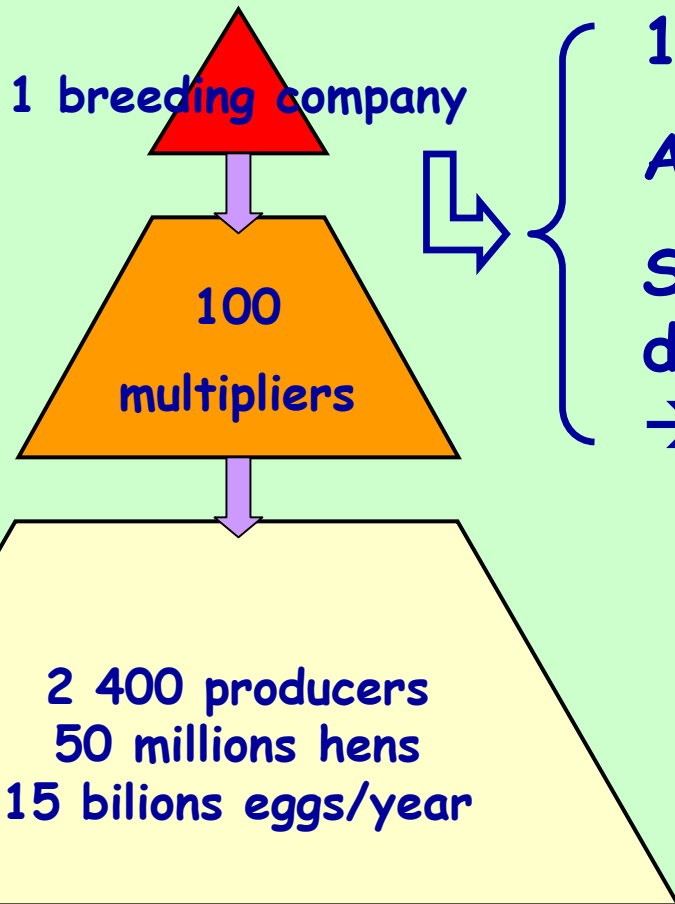 1 breeding company
100
multipliers
2 400 producers
50 millions hens
15 bilions eggs/year